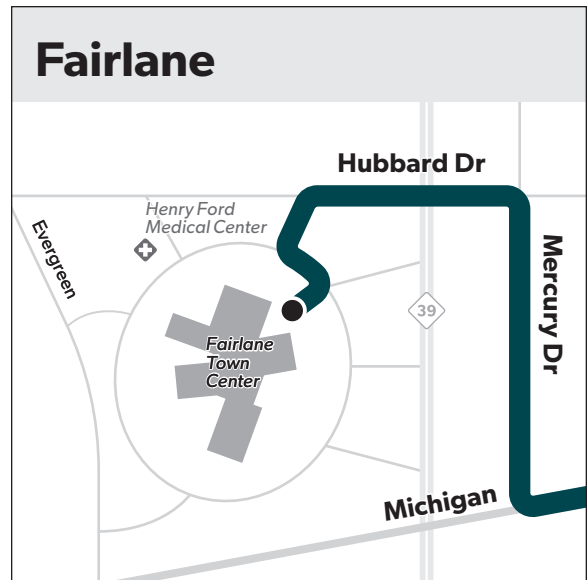 Fairlane
Hubbard Dr
Henry Ford
Medical Center
Evergreen
Mercury Dr
39
Fairlane
Town
Center
Michigan